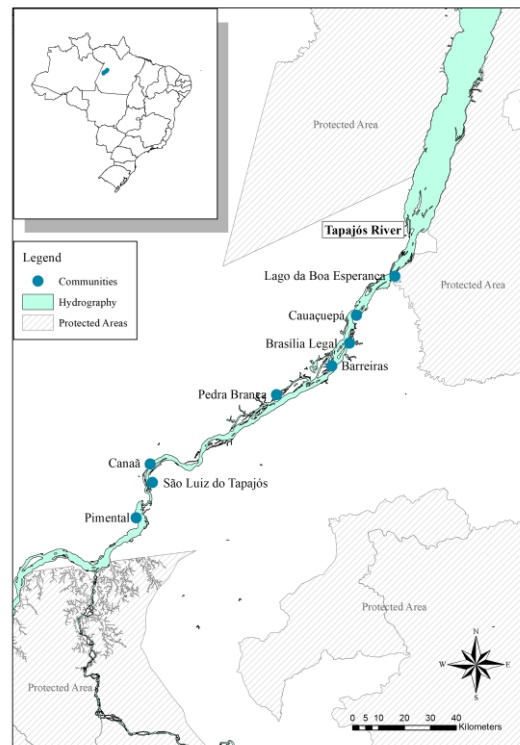 Protected Area
Tapajós River
Legend
Communities
Hydrography
Protected Areas
Lago da Boa Esperança
Protected Area
Cauaçuepá
Brasília Legal
Barreiras
Pedra Branca
Canaã
São Luiz do Tapajós
Pimental
Protected Area
Protected Area
N
W E
S
0 5 10 20 30 40
Kilometers